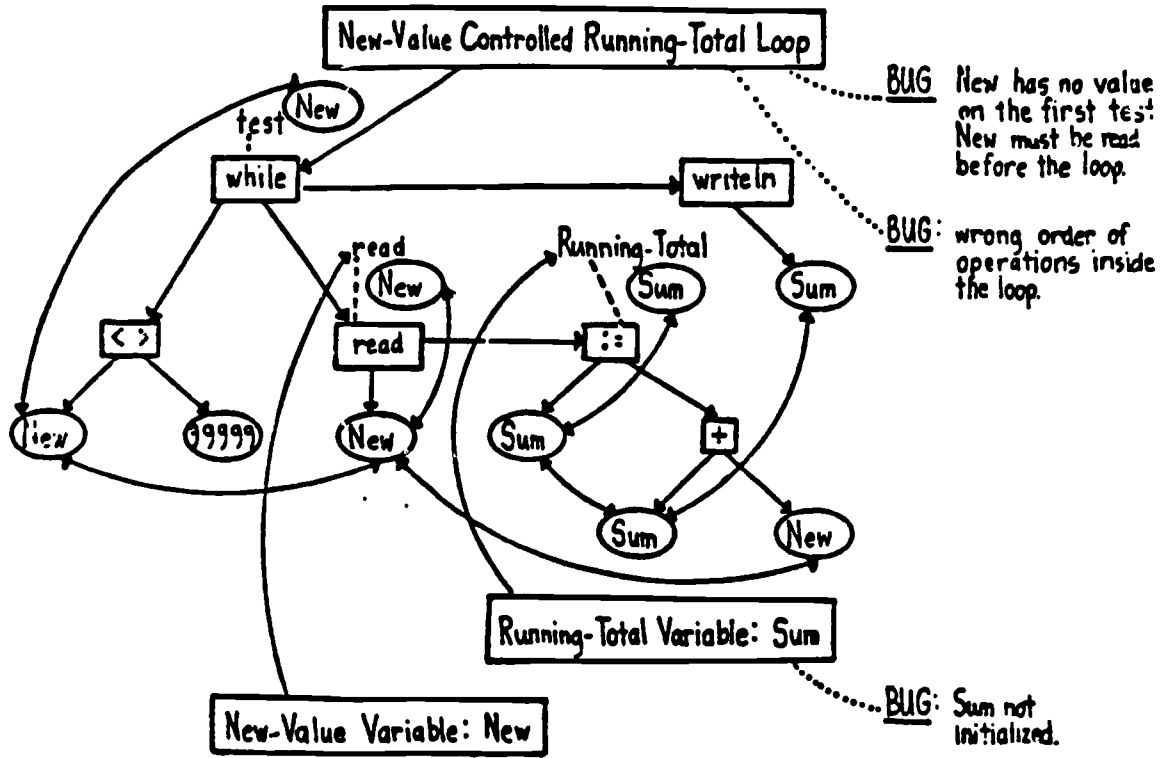 New-Value Controlled Running-Total Loop
BUG New has no value
on the first test.
New must be read
before the loop.
New
test
while
writeln
BUG: wrong order of
operations inside
the loop.
read
New
Running-Total
Sum
Sum
< >
read
:=
New
99999
New
Sum
+
Sum
New
Running-Total Variable: Sum
New-Value Variable: New
BUG: Sum not
initialized.